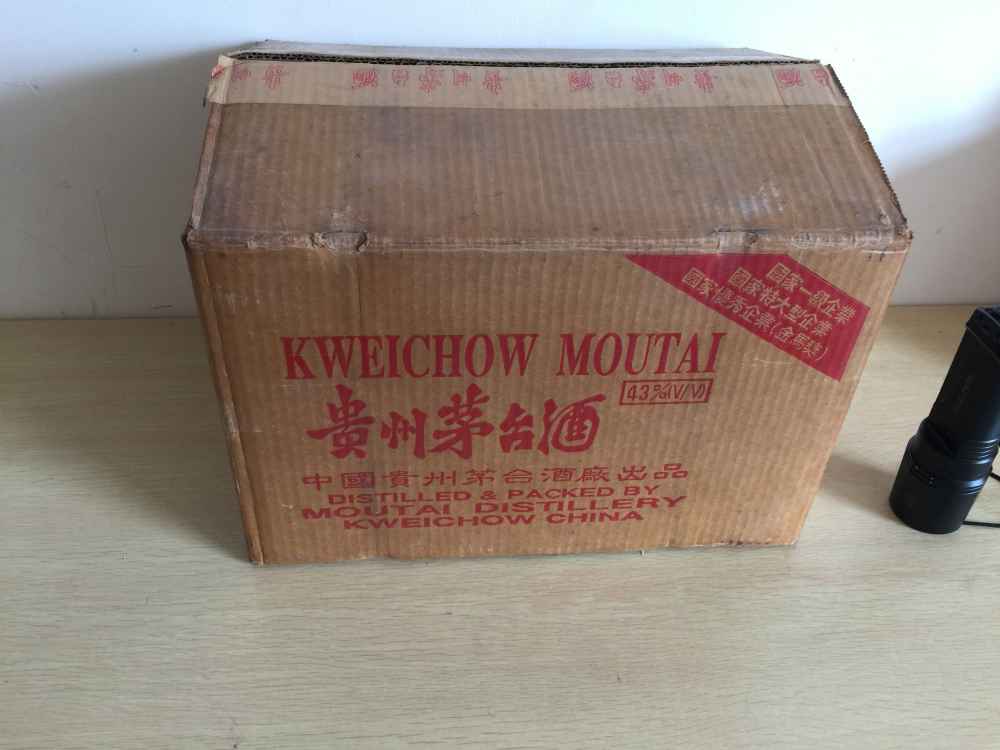 國家一級企業
國家特大型企業
國家優秀企業(金馬獎)
KWEICHOW MOUTAI
43%(V/V)
貴州茅台酒
中國貴州茅台酒廠出品
DISTILLED & PACKED BY
MOUTAI DISTILLERY
KWEICHOW CHINA